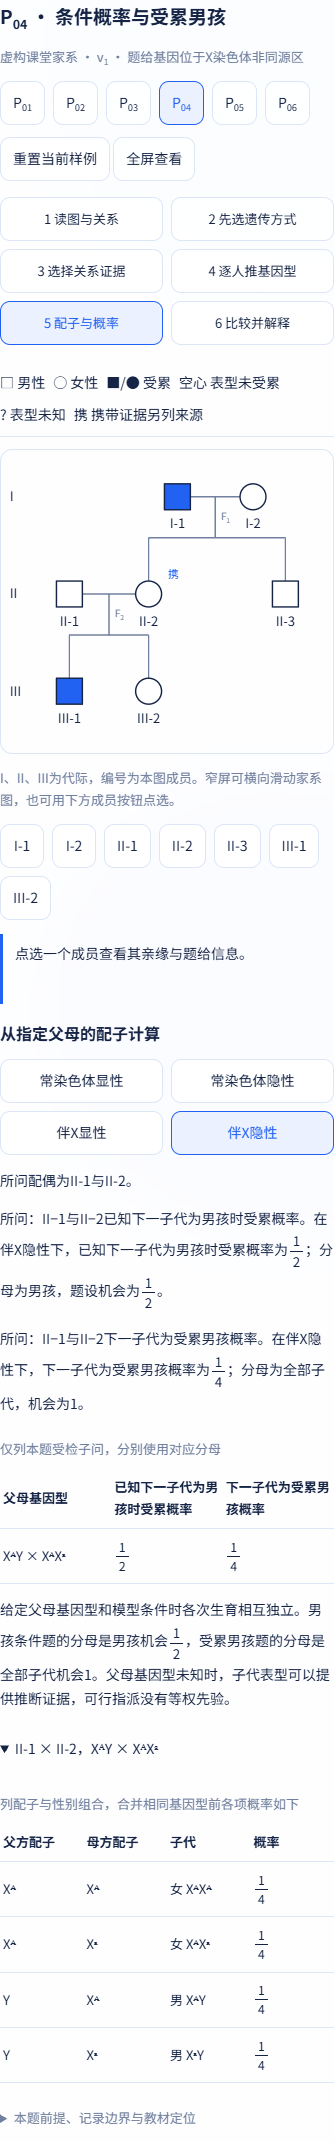 P₀₄ · 条件概率与受累男孩
虚构课堂家系 · v₁ · 题给基因位于X染色体非同源区
P₀₁ P₀₂ P₀₃ P₀₄ P₀₅ P₀₆
重置当前样例 全屏查看
1 读图与关系 2 先选遗传方式
3 选择关系证据 4 逐人推基因型
5 配子与概率 6 比较并解释
□ 男性 ○ 女性 ■/● 受累 空心 表型未受累
? 表型未知 携 携带证据另列来源
I
F₁
I-1 I-2
携
II
F₂
II-1 II-2 II-3
III
III-1 III-2
I、II、III为代际，编号为本图成员。窄屏可横向滑动家系
图，也可用下方成员按钮点选。
I-1 I-2 II-1 II-2 II-3 III-1
III-2
点选一个成员查看其亲缘与题给信息。
从指定父母的配子计算
常染色体显性 常染色体隐性
伴X显性 伴X隐性
所问配偶为II-1与II-2。
所问：II−1与II−2已知下一子代为男孩时受累概率。在
伴X隐性下，已知下一子代为男孩时受累概率为1/2；分
母为男孩，题设机会为1/2。
所问：II−1与II−2下一子代为受累男孩概率。在伴X隐
性下，下一子代为受累男孩概率为1/4；分母为全部子
代，机会为1。
仅列本题受检子问，分别使用对应分母
父母基因型 已知下一子代为男孩时受累概率 下一子代为受累男孩概率
XᴬY × XᴬXᵃ 1/2 1/4
给定父母基因型和模型条件时各次生育相互独立。男
孩条件题的分母是男孩机会1/2，受累男孩题的分母是
全部子代机会1。父母基因型未知时，子代表型可以提
供推断证据，可行指派没有等权先验。
▼ II-1 × II-2，XᴬY × XᴬXᵃ
列配子与性别组合，合并相同基因型前各项概率如下
父方配子 母方配子 子代 概率
Xᴬ Xᴬ 女 XᴬXᴬ 1/4
Xᴬ Xᵃ 女 XᴬXᵃ 1/4
Y Xᴬ 男 XᴬY 1/4
Y Xᵃ 男 XᵃY 1/4
▶ 本题前提、记录边界与教材定位